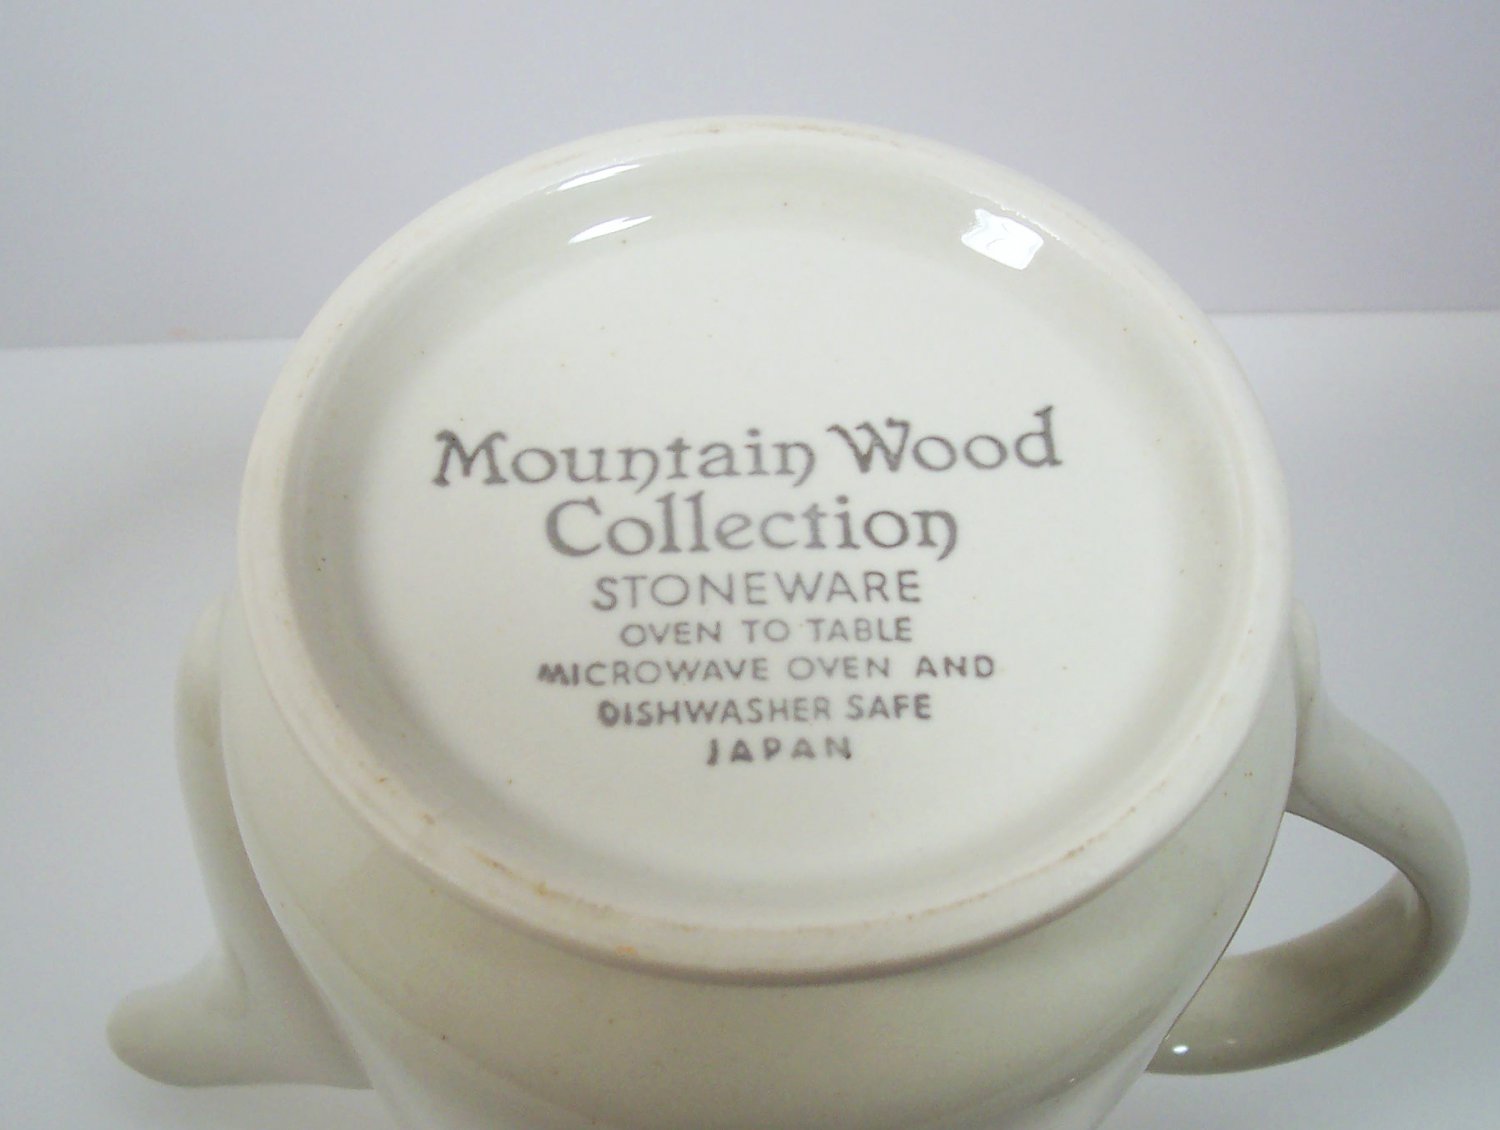 Mountain Wood
Collection
STONEWARE
OVEN TO TABLE
MICROWAVE OVEN AND
DISHWASHER SAFE
JAPAN